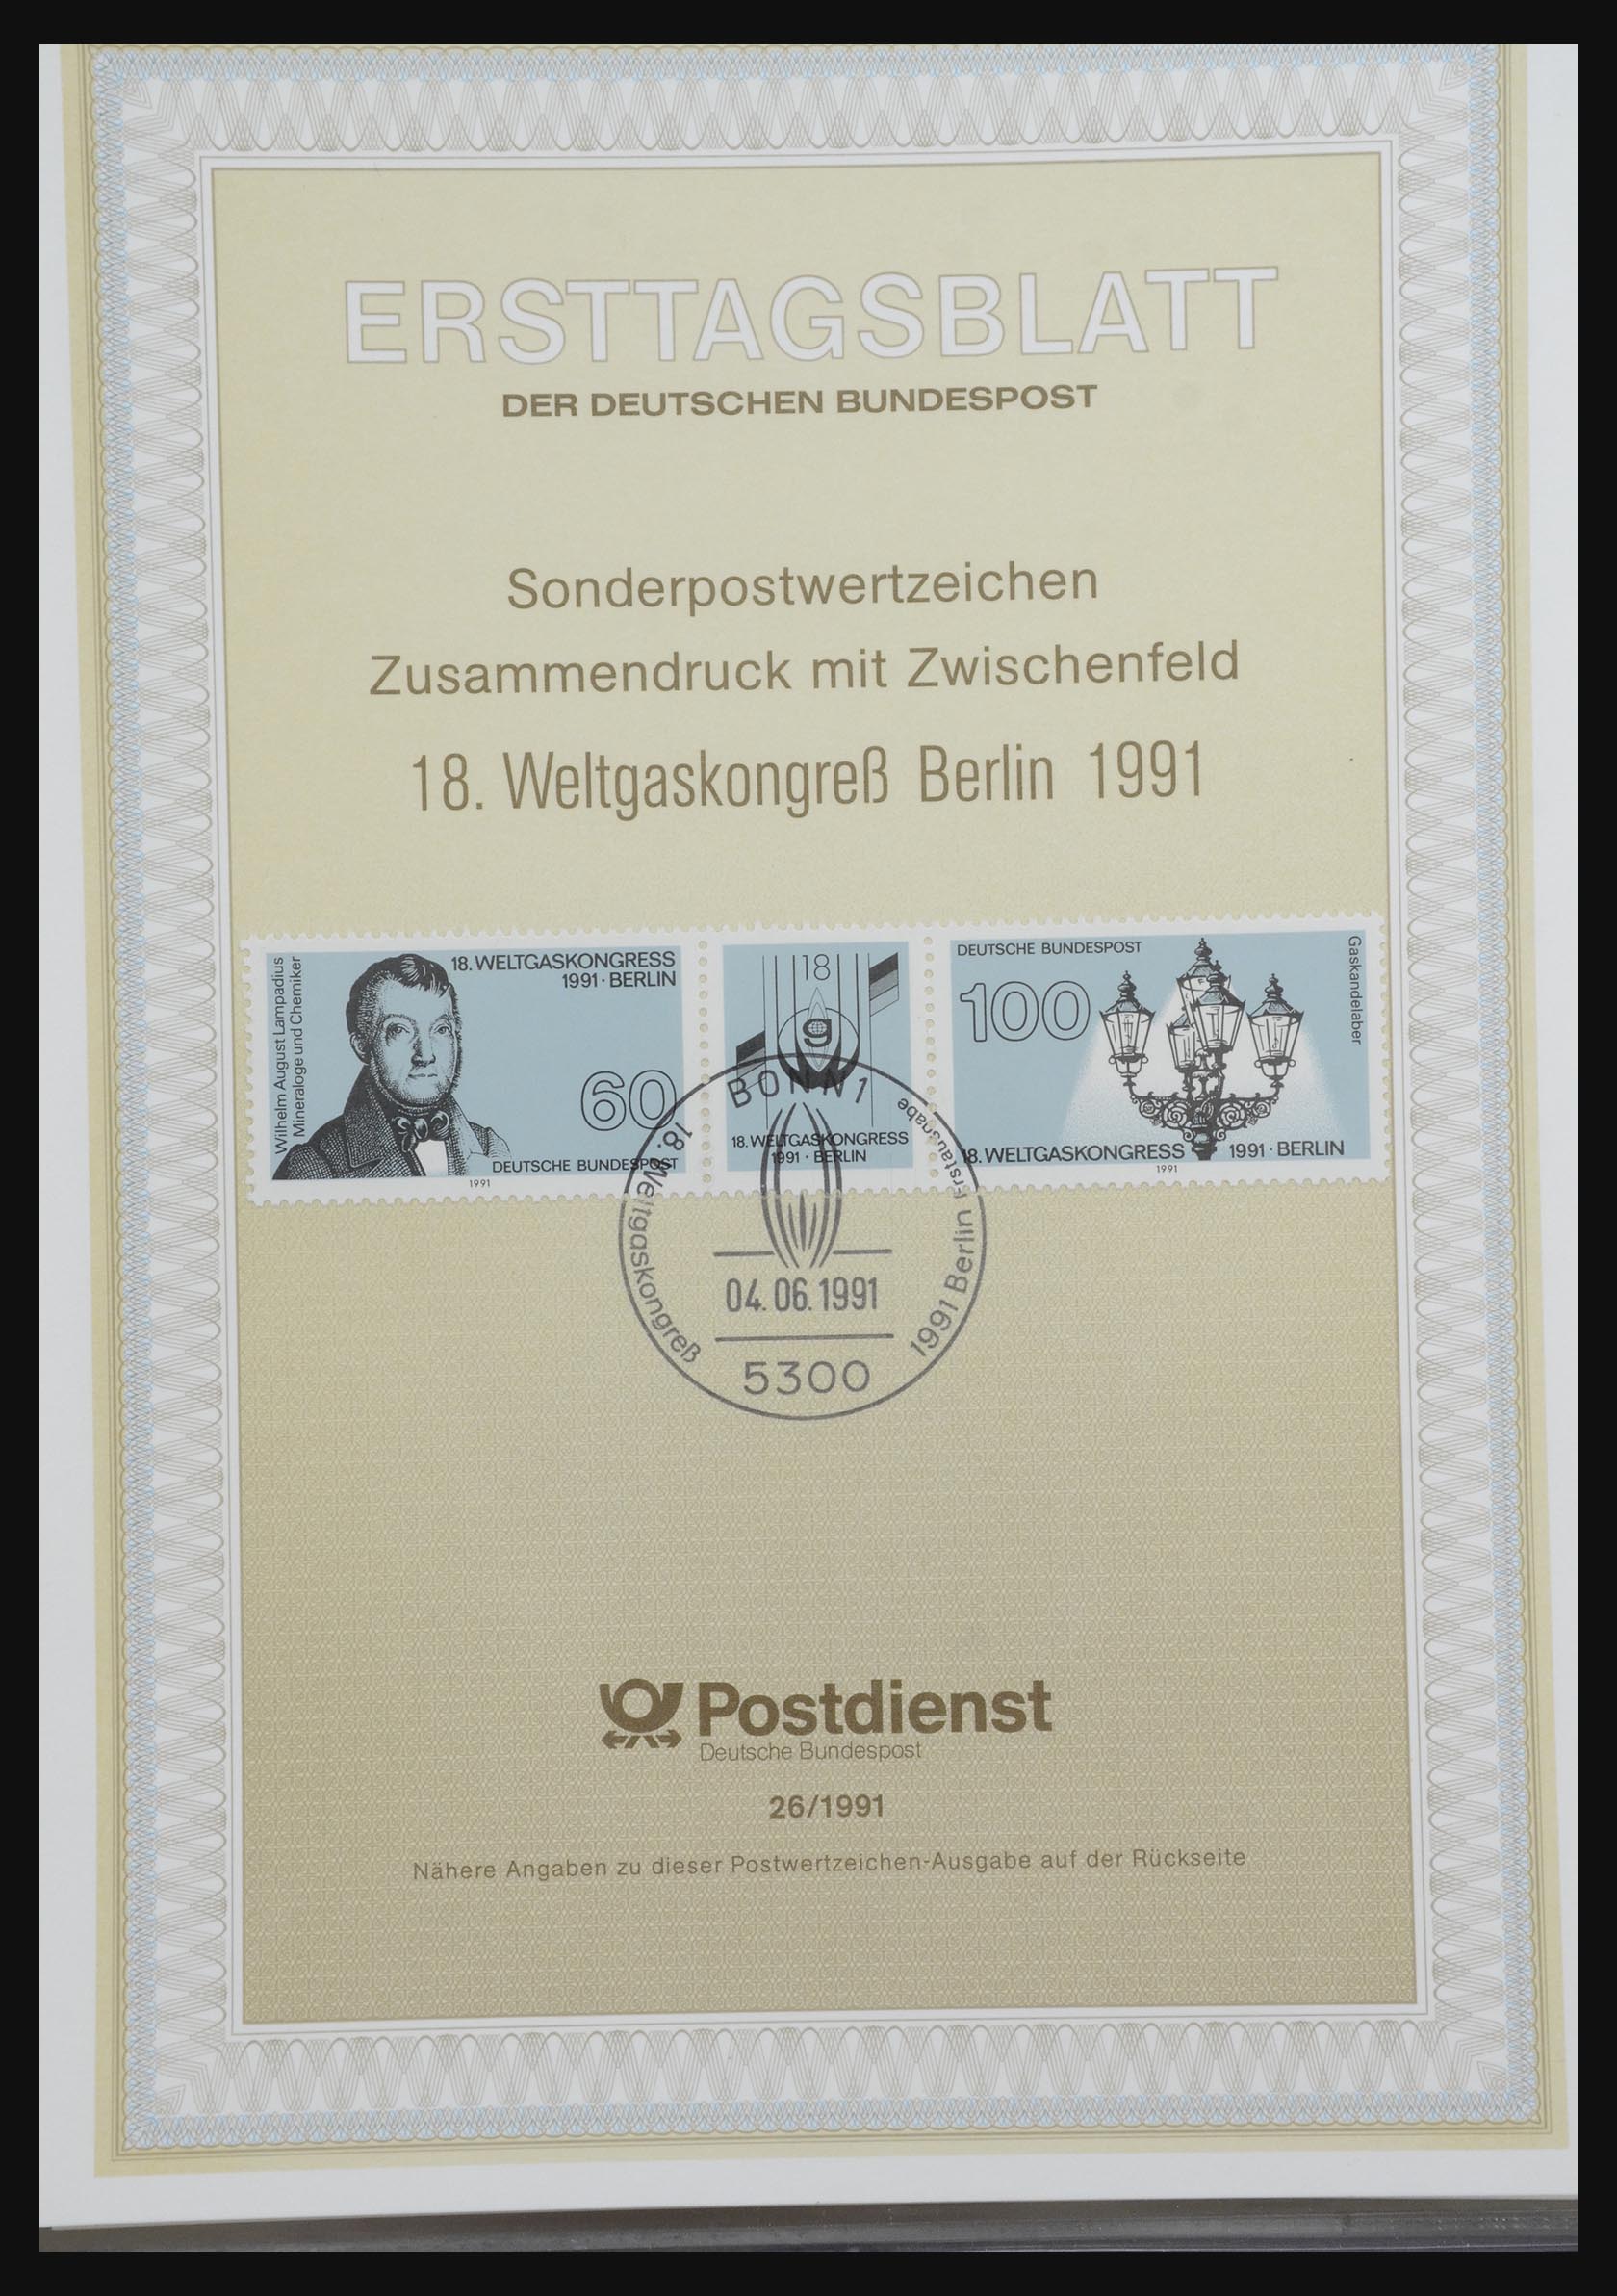 ERSTTAGSBLATT
DER DEUTSCHEN BUNDESPOST
Sonderpostwertzeichen
Zusammendruck mit Zwischenfeld
18. Weltgaskongreß Berlin 1991
Wilhelm August Lampadius
Mineraloge und Chemiker
18. WELTGASKONGRESS
1991 · BERLIN
60
DEUTSCHE BUNDESPOST
1991
18
g
18. WELTGASKONGRESS
1991 · BERLIN
DEUTSCHE BUNDESPOST
100
Gaskandelaber
18. WELTGASKONGRESS 1991 · BERLIN
1991
BONN 1
18. Weltgaskongreß 1991 Berlin Erstausgabe
04.06.1991
5300
Postdienst
Deutsche Bundespost
26/1991
Nähere Angaben zu dieser Postwertzeichen-Ausgabe auf der Rückseite